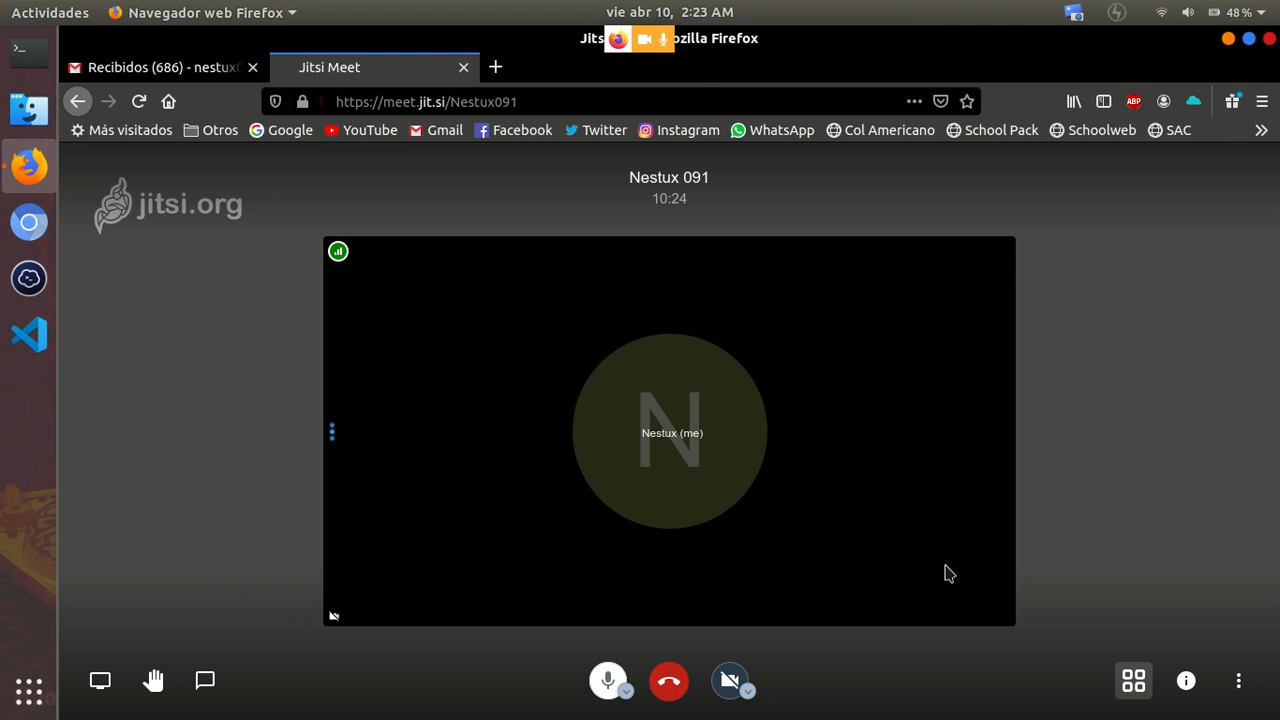 Actividades Navegador web Firefox vie abr 10, 2:23 AM 48 %
Jits ozilla Firefox
Recibidos (686) - nestux Jitsi Meet
https://meet.jit.si/Nestux091 ABP
Más visitados Otros Google YouTube Gmail Facebook Twitter Instagram WhatsApp Col Americano School Pack Schoolweb SAC
Nestux 091
jitsi.org 10:24
N
Nestux (me)